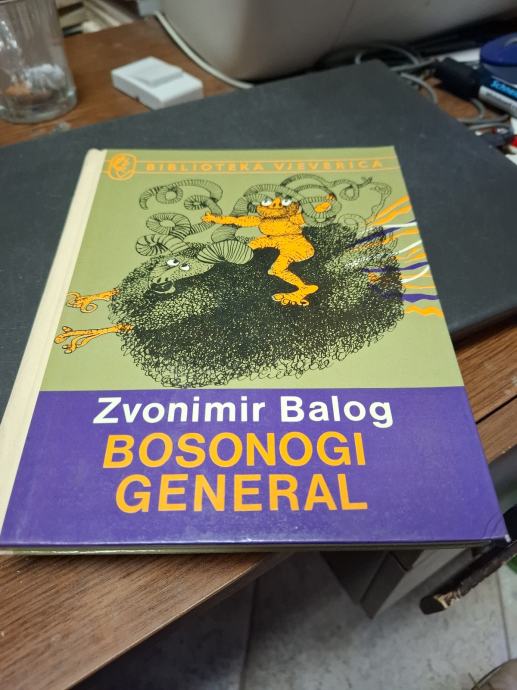 BIBLIOTEKA VJEVERICA
Zvonimir Balog
BOSONOGI
GENERAL